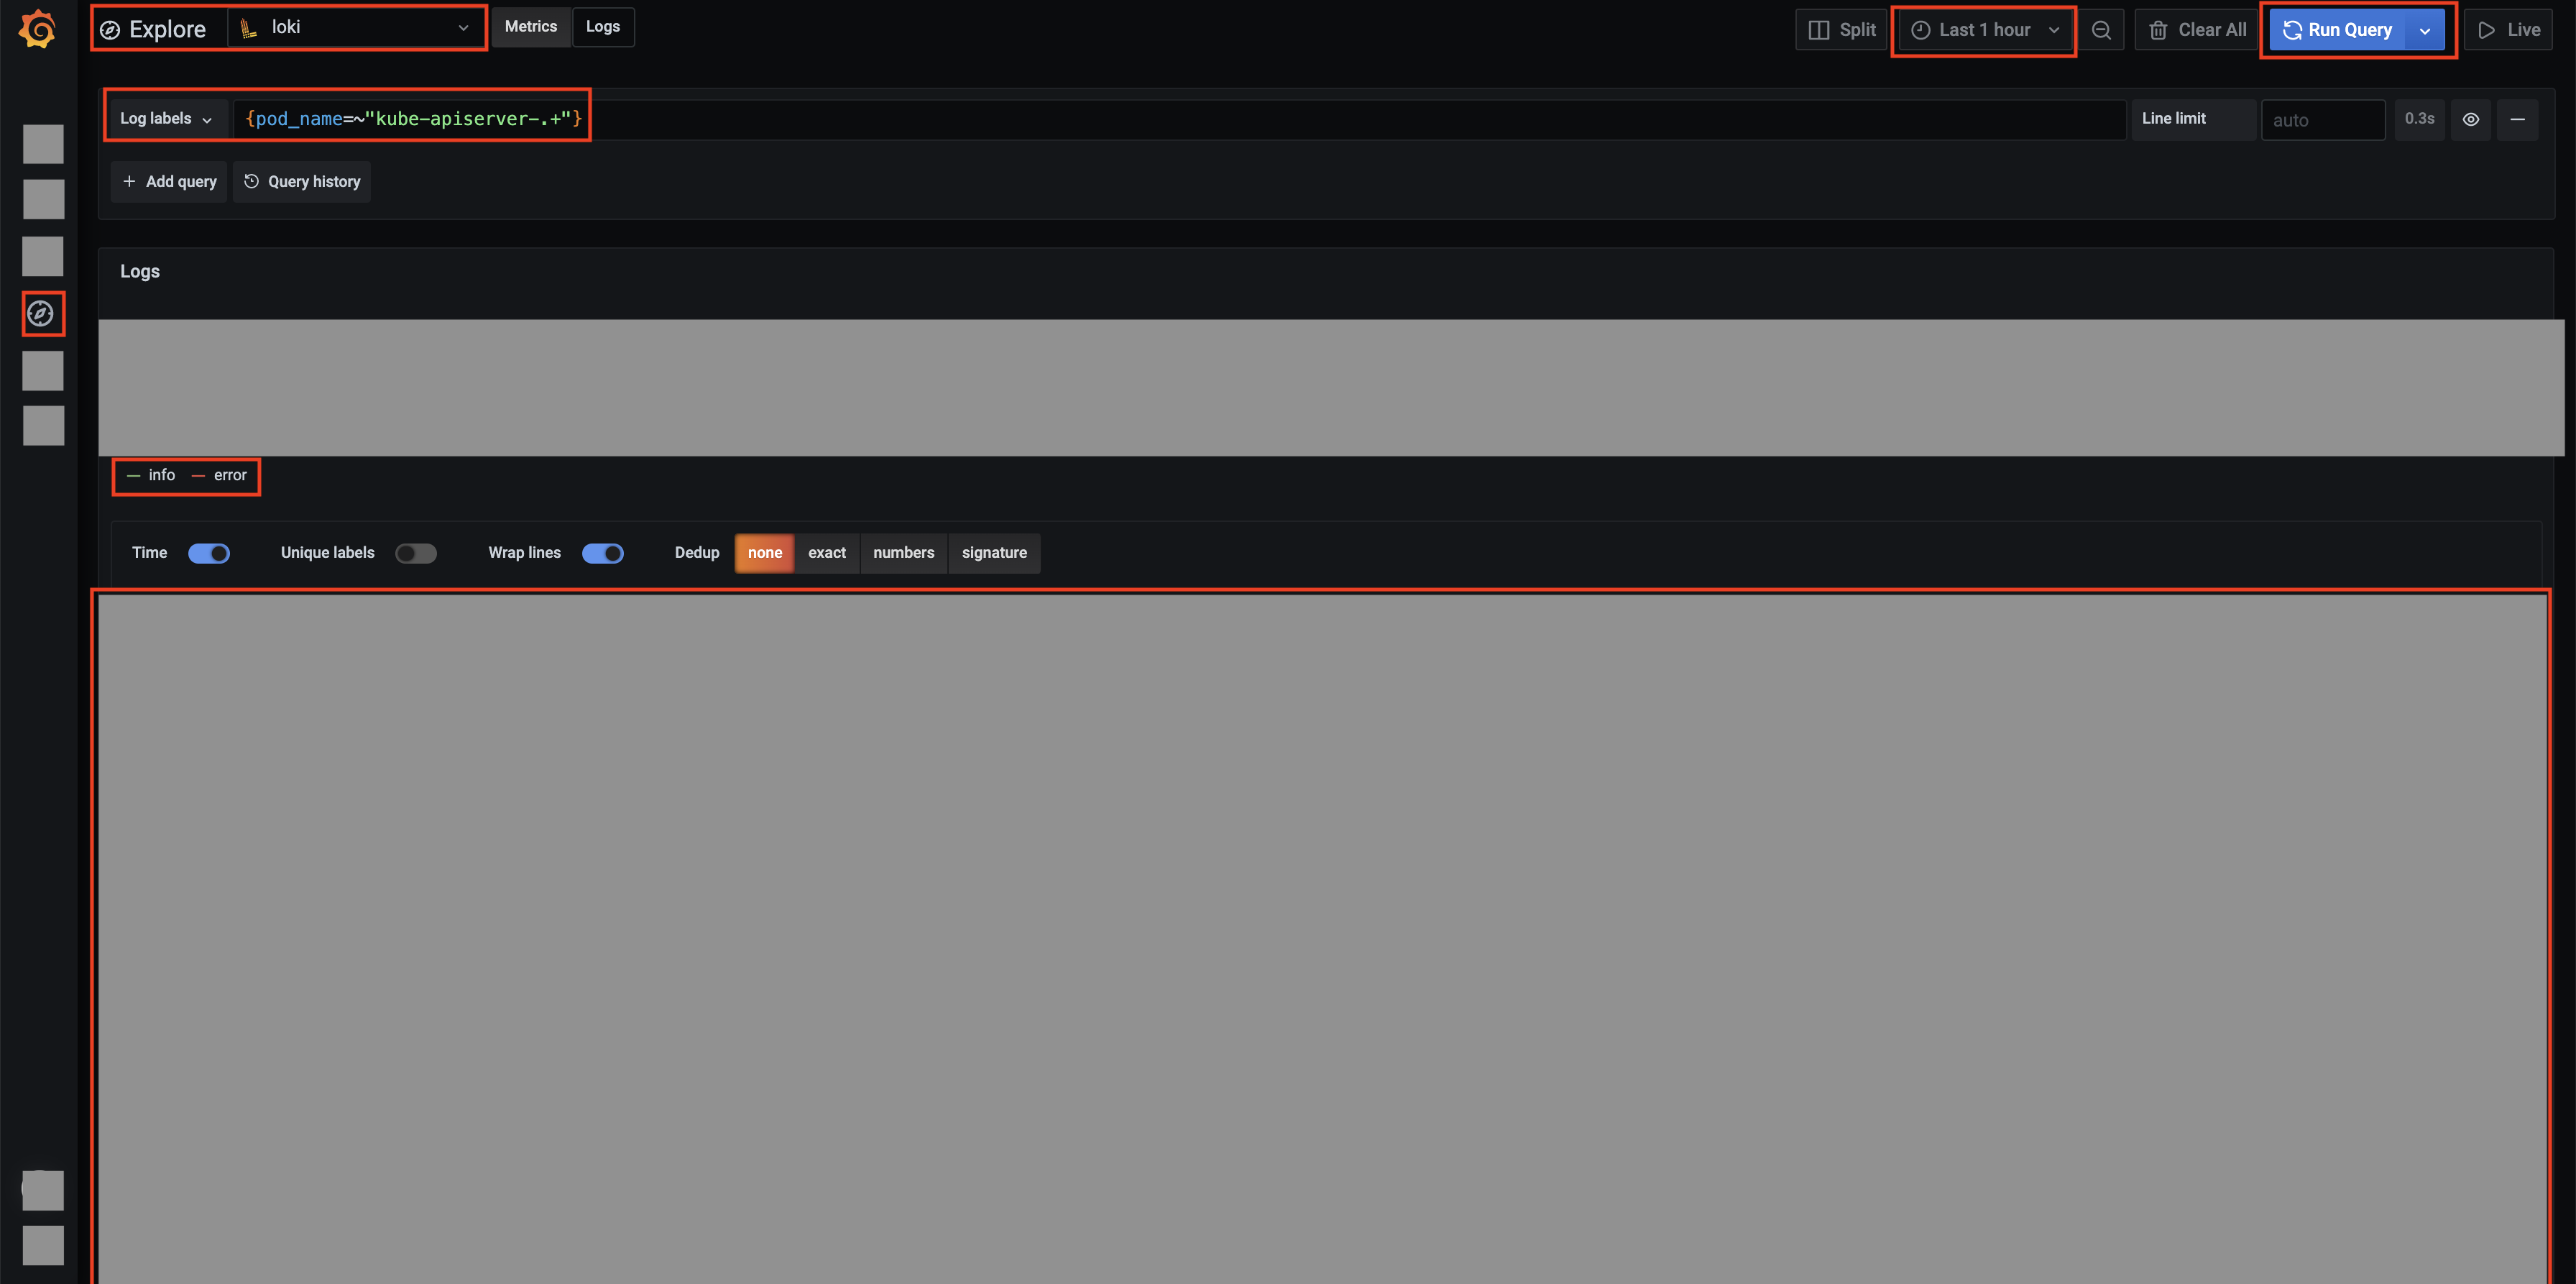 Explore loki Metrics Logs Split Last 1 hour Clear All Run Query Live
Log labels {pod_name=~"kube-apiserver-.+"} Line limit auto 0.3s
+ Add query Query history
Logs
info error
Time Unique labels Wrap lines Dedup none exact numbers signature